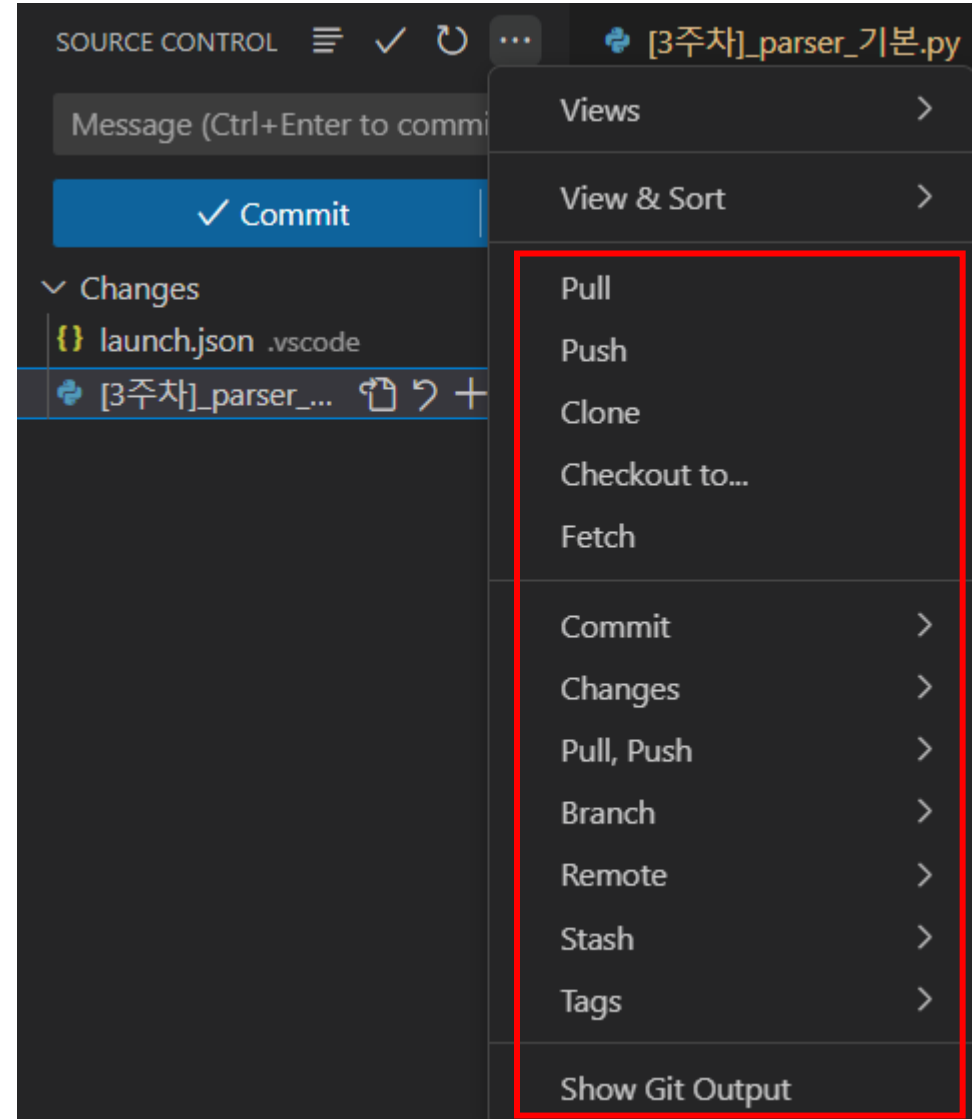 SOURCE CONTROL
[3주차]_parser_기본.py
Message (Ctrl+Enter to commi
Commit
Changes
launch.json .vscode
[3주차]_parser_...
Views
View & Sort
Pull
Push
Clone
Checkout to...
Fetch
Commit
Changes
Pull, Push
Branch
Remote
Stash
Tags
Show Git Output